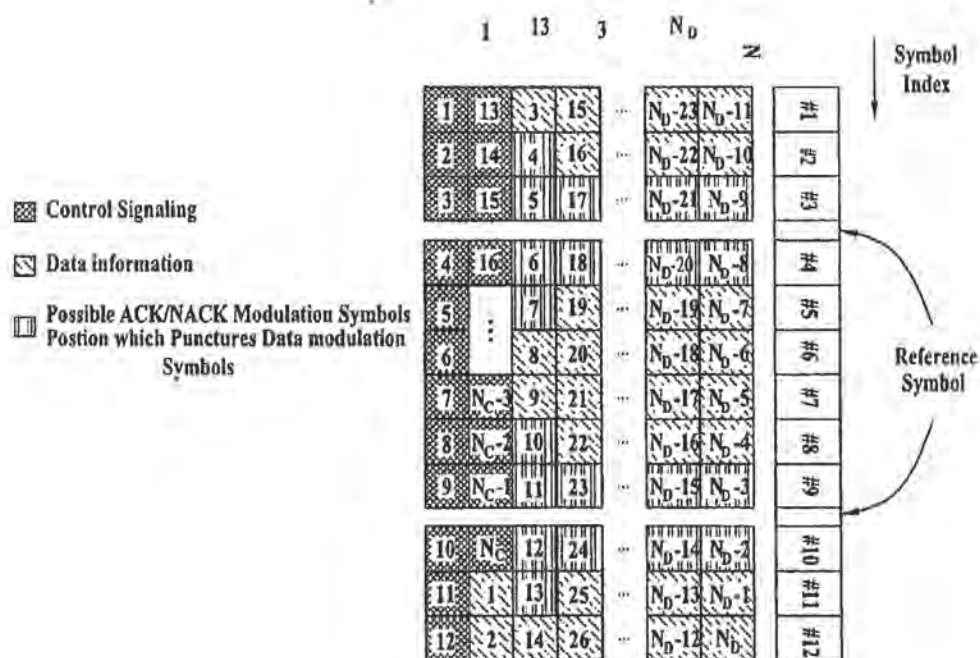 1 13 3 N_D
N
Symbol
Index
1 13 3 15 ... N_D-23 N_D-11 #1
2 14 4 16 ... N_D-22 N_D-10 #2
3 15 5 17 ... N_D-21 N_D-9 #3
Control Signaling
Data information
Possible ACK/NACK Modulation Symbols
Postion which Punctures Data modulation
Symbols
4 16 6 18 ... N_D-20 N_D-8 #4
5 ⋮ 7 19 ... N_D-19 N_D-7 #5
6 8 20 ... N_D-18 N_D-6 #6
7 N_C-3 9 21 ... N_D-17 N_D-5 #7
8 N_C-2 10 22 ... N_D-16 N_D-4 #8
9 N_C-1 11 23 ... N_D-15 N_D-3 #9
Reference
Symbol
10 N_C 12 24 ... N_D-14 N_D-2 #10
11 1 13 25 ... N_D-13 N_D-1 #11
12 2 14 26 ... N_D-12 N_D #12